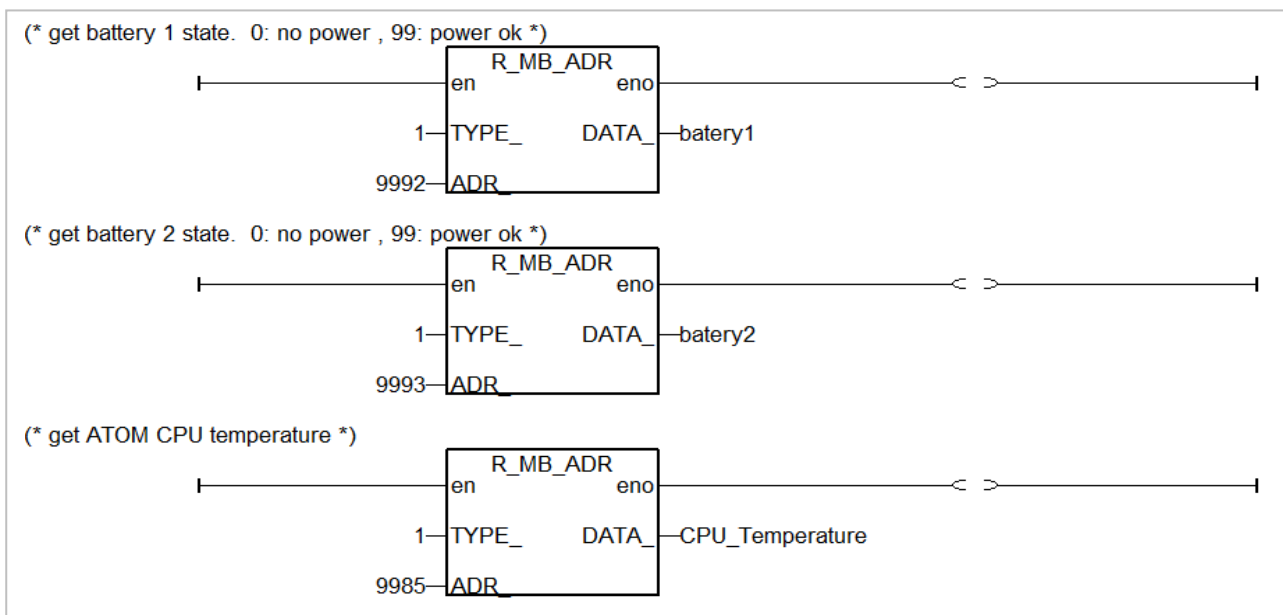 (* get battery 1 state.  0: no power , 99: power ok *)
R_MB_ADR
en eno
1 TYPE_ DATA_ batery1
9992 ADR_
(* get battery 2 state.  0: no power , 99: power ok *)
R_MB_ADR
en eno
1 TYPE_ DATA_ batery2
9993 ADR_
(* get ATOM CPU temperature *)
R_MB_ADR
en eno
1 TYPE_ DATA_ CPU_Temperature
9985 ADR_